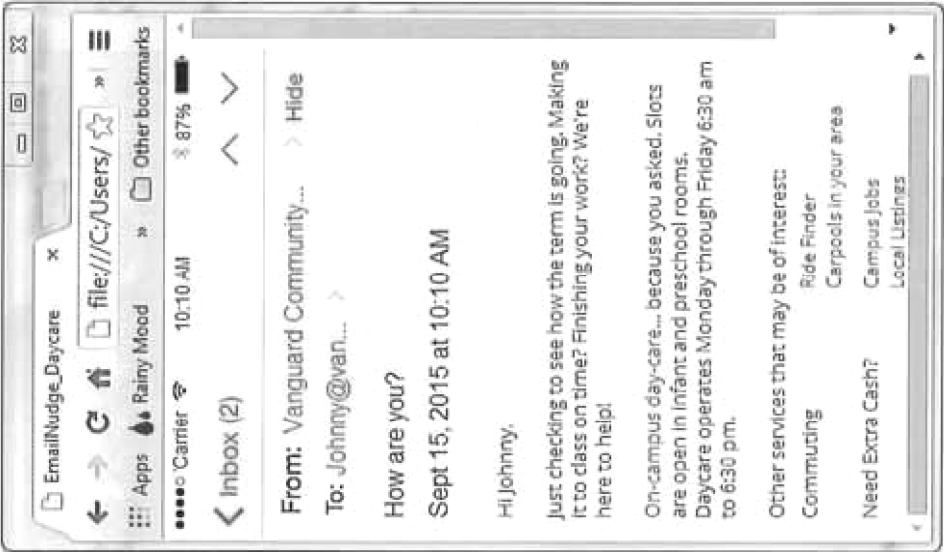 EmailNudge_Daycare ×
file:///C:/Users/
Apps Rainy Mood » Other bookmarks
Carrier 10:10 AM 87%
Inbox (2)
From: Vanguard Community... > Hide
To: Johnny@van... >
How are you?
Sept 15, 2015 at 10:10 AM
Hi Johnny,
Just checking to see how the term is going. Making
it to class on time? Finishing your work? We're
here to help!
On-campus day-care... because you asked. Slots
are open in infant and preschool rooms.
Daycare operates Monday through Friday 6:30 am
to 6:30 pm.
Other services that may be of interest:
Commuting Ride Finder
Carpools in your area
Need Extra Cash? Campus Jobs
Local Listings